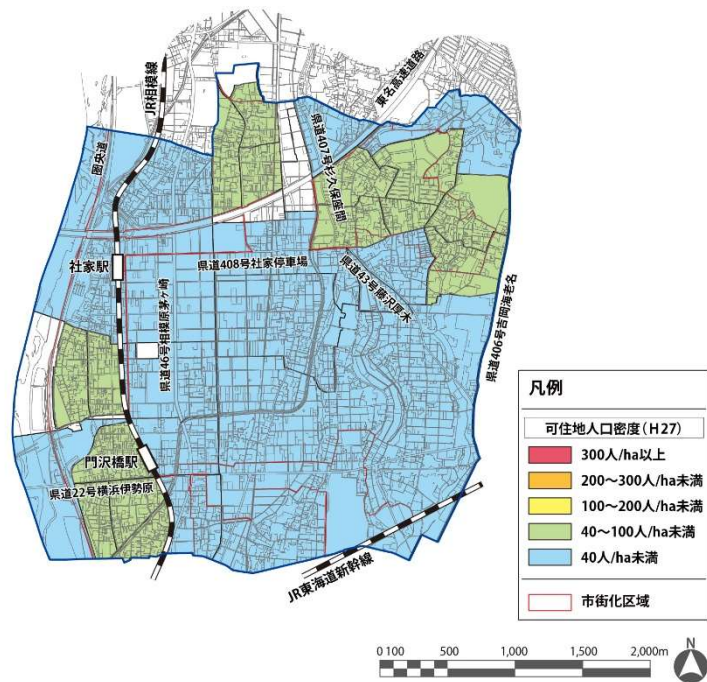 JR相模線
東名高速道路
圏央道
県道407号杉久保座間
社家駅
県道408号社家停車場
県道43号藤沢厚木
県道46号相模原茅ヶ崎
県道406号吉岡海老名
門沢橋駅
県道22号横浜伊勢原
JR東海道新幹線
凡例
可住地人口密度(H27)
300人/ha以上
200～300人/ha未満
100～200人/ha未満
40～100人/ha未満
40人/ha未満
市街化区域
0 100 500 1,000 1,500 2,000m
N